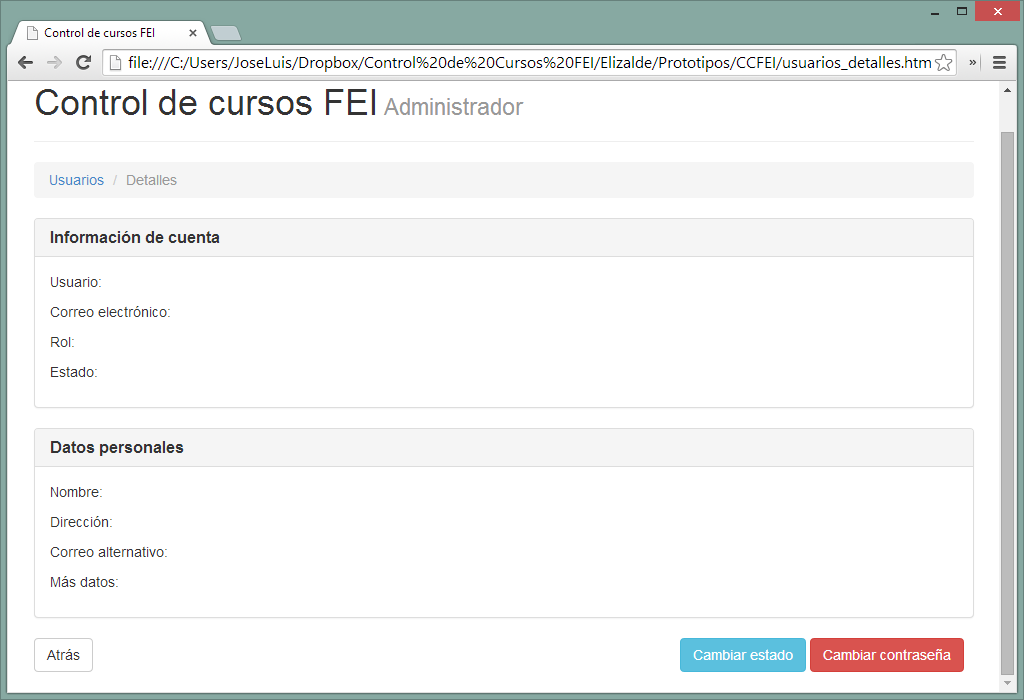 Control de cursos FEI
file:///C:/Users/JoseLuis/Dropbox/Control%20de%20Cursos%20FEI/Elizalde/Prototipos/CCFEI/usuarios_detalles.htm
Control de cursos FEI Administrador
Usuarios / Detalles
Información de cuenta
Usuario:
Correo electrónico:
Rol:
Estado:
Datos personales
Nombre:
Dirección:
Correo alternativo:
Más datos:
Atrás Cambiar estado Cambiar contraseña